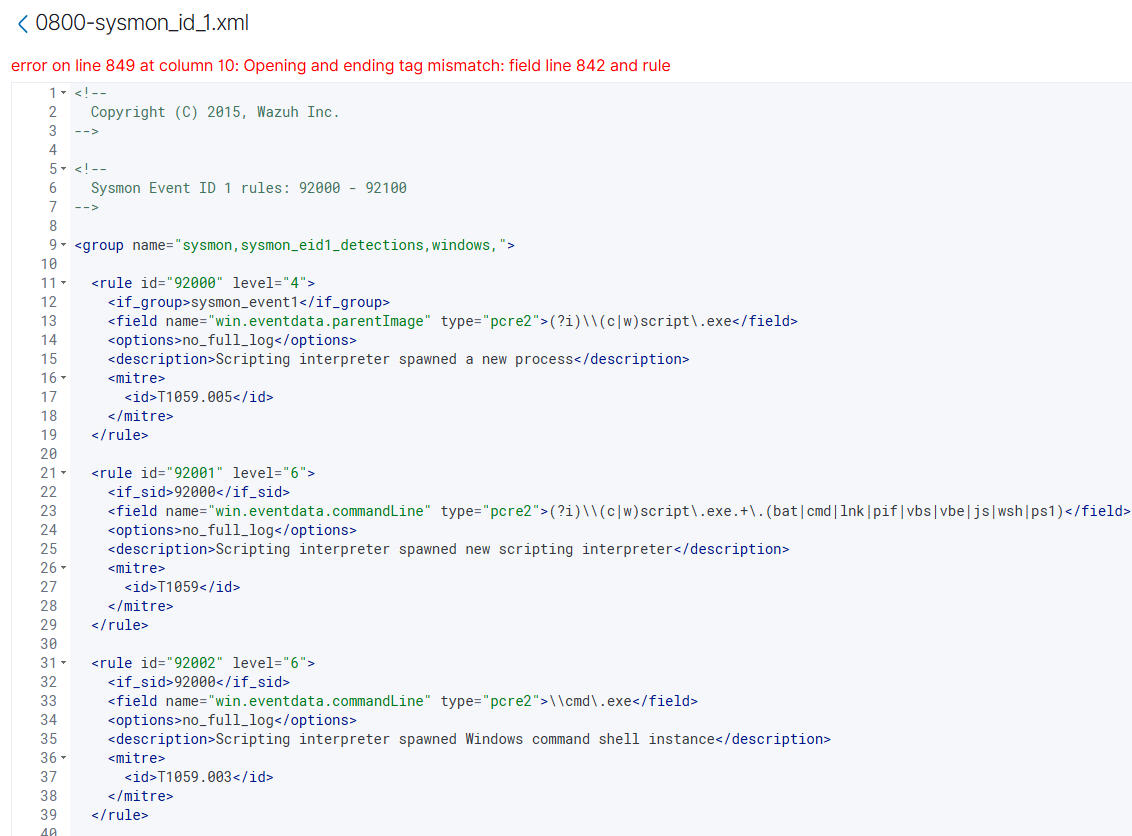 0800-sysmon_id_1.xml
error on line 849 at column 10: Opening and ending tag mismatch: field line 842 and rule
1 <!--
2   Copyright (C) 2015, Wazuh Inc.
3 -->
4
5 <!--
6   Sysmon Event ID 1 rules: 92000 - 92100
7 -->
8
9 <group name="sysmon,sysmon_eid1_detections,windows,">
10
11   <rule id="92000" level="4">
12     <if_group>sysmon_event1</if_group>
13     <field name="win.eventdata.parentImage" type="pcre2">(?i)\\(c|w)script\.exe</field>
14     <options>no_full_log</options>
15     <description>Scripting interpreter spawned a new process</description>
16     <mitre>
17       <id>T1059.005</id>
18     </mitre>
19   </rule>
20
21   <rule id="92001" level="6">
22     <if_sid>92000</if_sid>
23     <field name="win.eventdata.commandLine" type="pcre2">(?i)\\(c|w)script\.exe.+\.(bat|cmd|lnk|pif|vbs|vbe|js|wsh|ps1)</field>
24     <options>no_full_log</options>
25     <description>Scripting interpreter spawned new scripting interpreter</description>
26     <mitre>
27       <id>T1059</id>
28     </mitre>
29   </rule>
30
31   <rule id="92002" level="6">
32     <if_sid>92000</if_sid>
33     <field name="win.eventdata.commandLine" type="pcre2">\\cmd\.exe</field>
34     <options>no_full_log</options>
35     <description>Scripting interpreter spawned Windows command shell instance</description>
36     <mitre>
37       <id>T1059.003</id>
38     </mitre>
39   </rule>
40